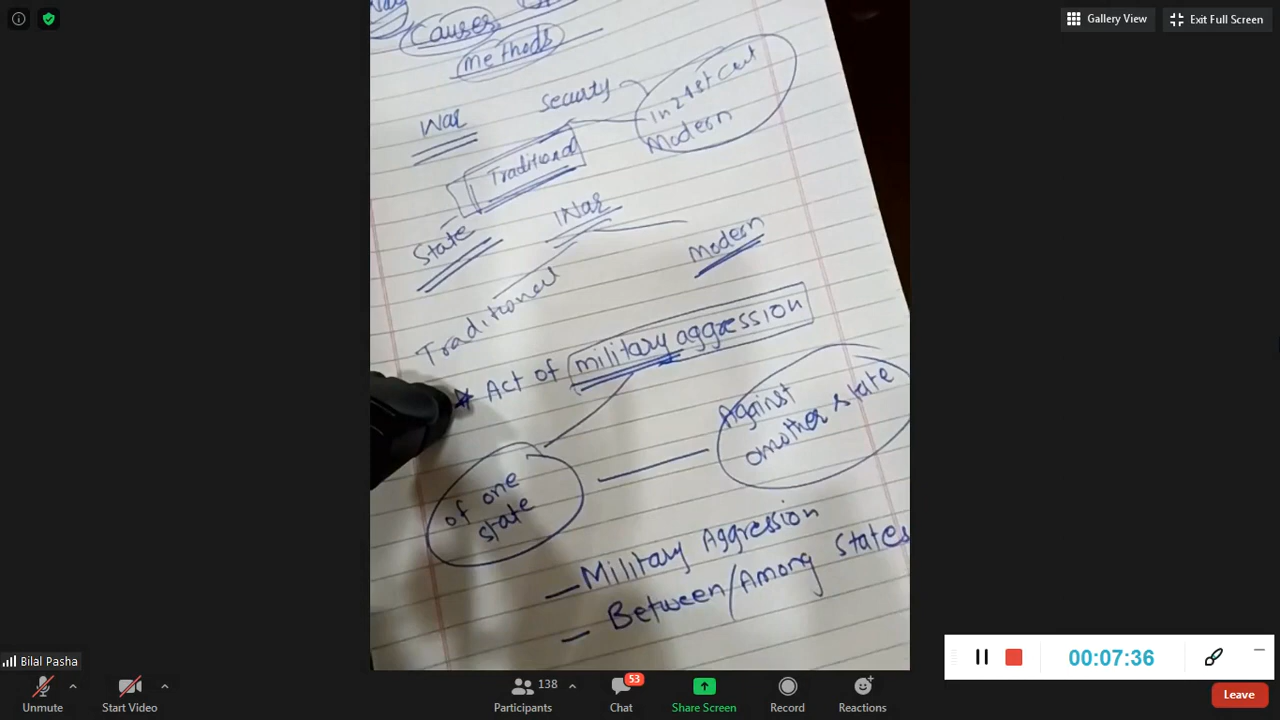 Gallery View
Exit Full Screen
Causes
methods
War
Security
in 21st cent
Modern
Traditional
State
War
Modern
Traditional
Act of military aggression
of one
state
Against
another state
– Military Aggression
– Between/Among States
Bilal Pasha
00:07:36
Unmute
Start Video
138
Participants
53
Chat
Share Screen
Record
Reactions
Leave